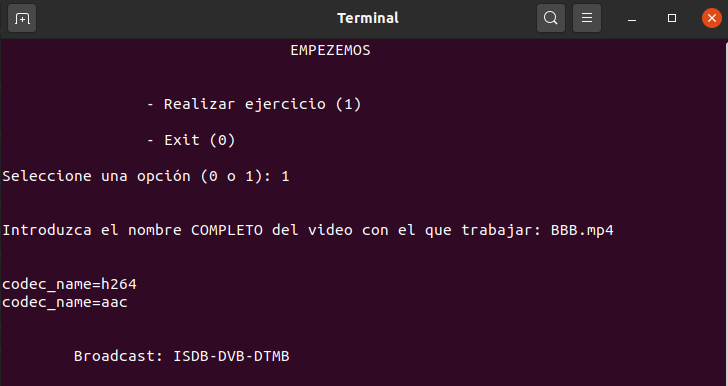 Terminal
EMPEZEMOS
- Realizar ejercicio (1)
- Exit (0)
Seleccione una opción (0 o 1): 1
Introduzca el nombre COMPLETO del video con el que trabajar: BBB.mp4
codec_name=h264
codec_name=aac
Broadcast: ISDB-DVB-DTMB